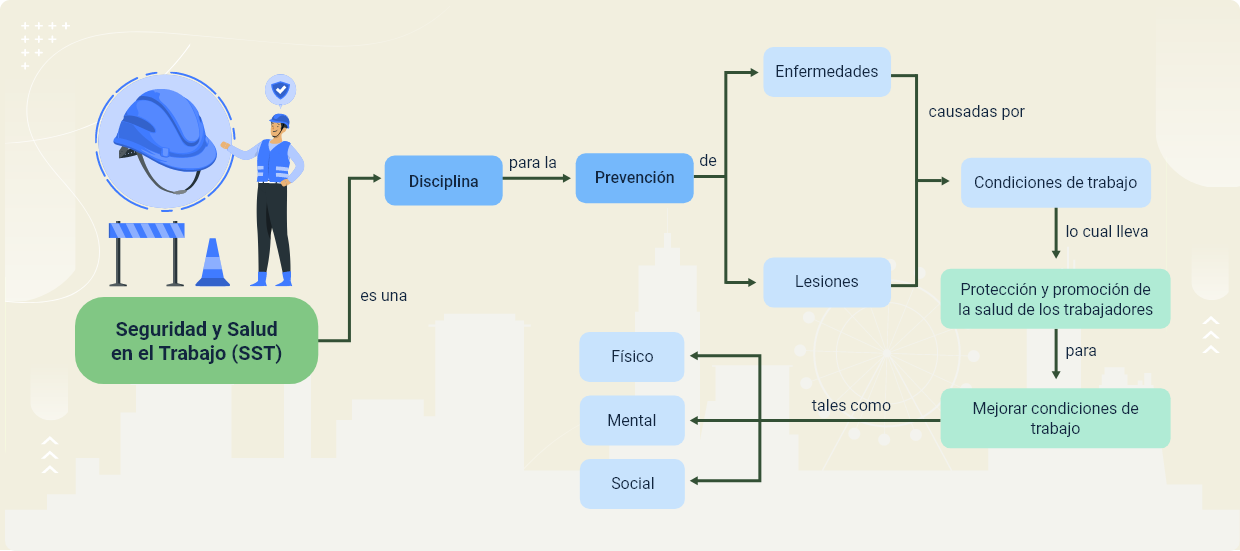 Seguridad y Salud
en el Trabajo (SST)
es una
Disciplina
para la
Prevención
de
Enfermedades
Lesiones
causadas por
Condiciones de trabajo
lo cual lleva
Protección y promoción de
la salud de los trabajadores
para
Mejorar condiciones de
trabajo
tales como
Físico
Mental
Social